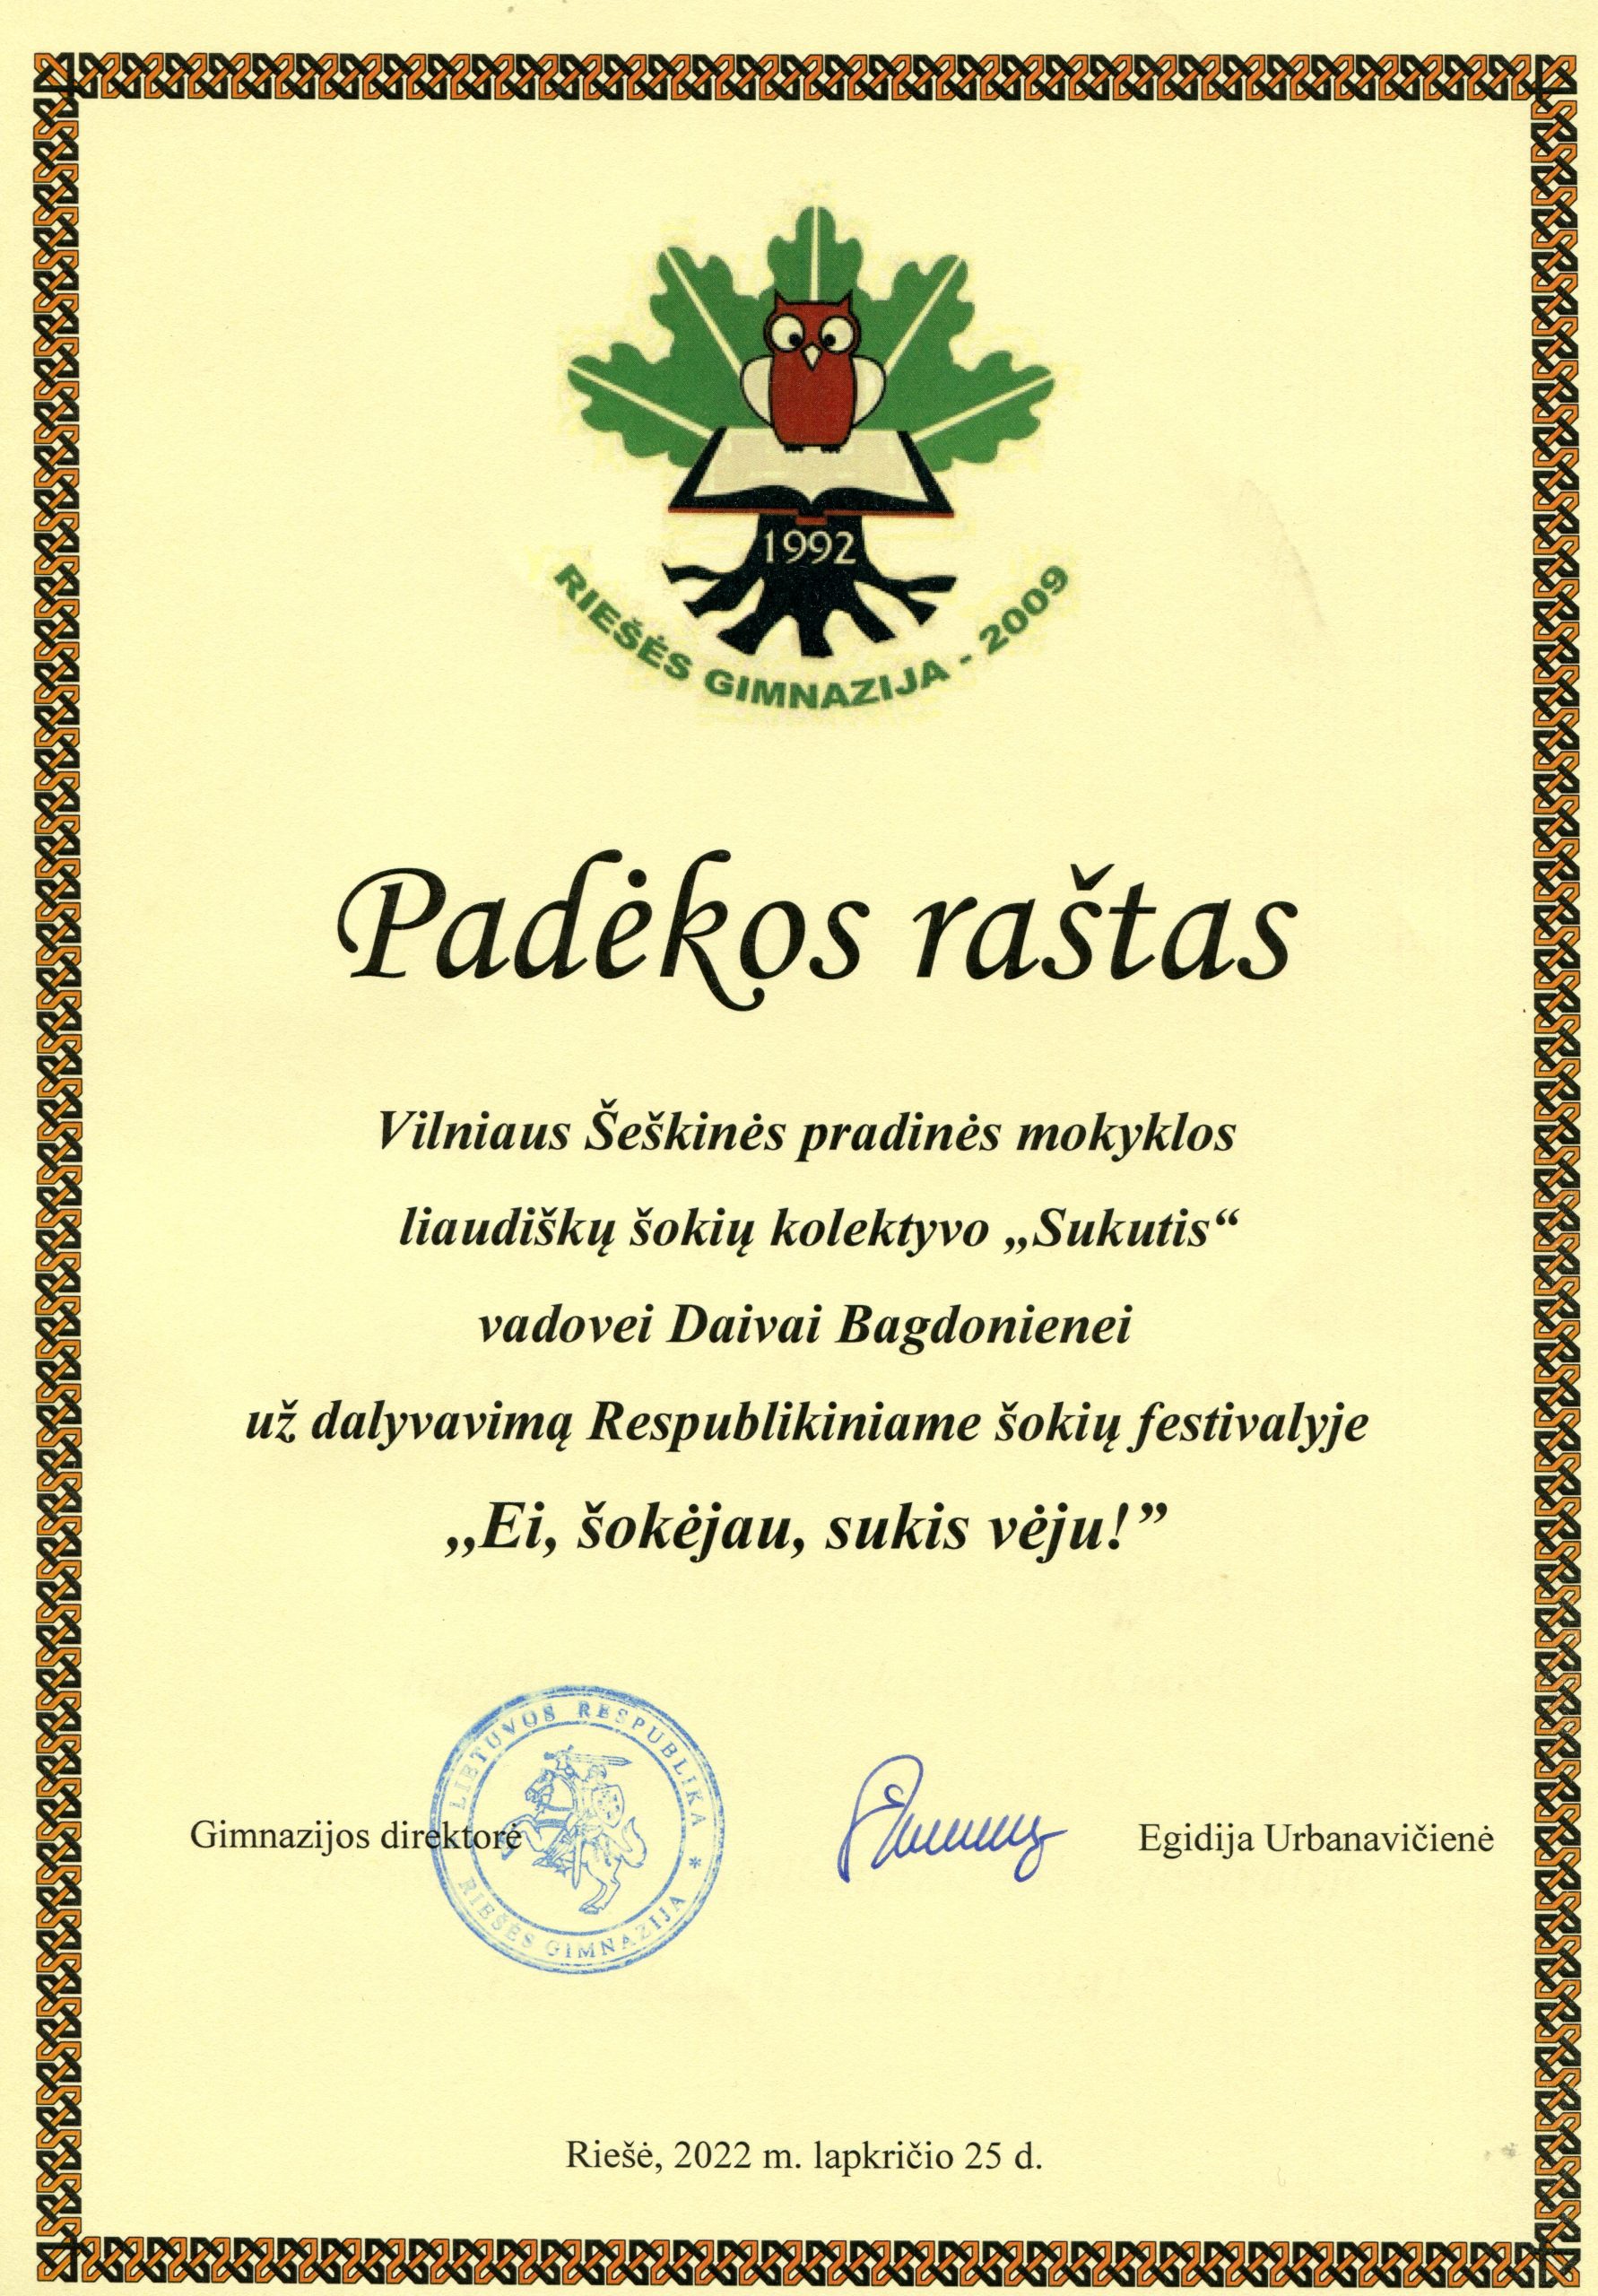 1992
RIEŠĖS GIMNAZIJA - 2009
Padėkos raštas
Vilniaus Šeškinės pradinės mokyklos
liaudiškų šokių kolektyvo „Sukutis“
vadovei Daivai Bagdonienei
už dalyvavimą Respublikiniame šokių festivalyje
„Ei, šokėjau, sukis vėju!”
LIETUVOS RESPUBLIKA *
RIEŠĖS GIMNAZIJA
Gimnazijos direktorė
Egidija Urbanavičienė
Riešė, 2022 m. lapkričio 25 d.